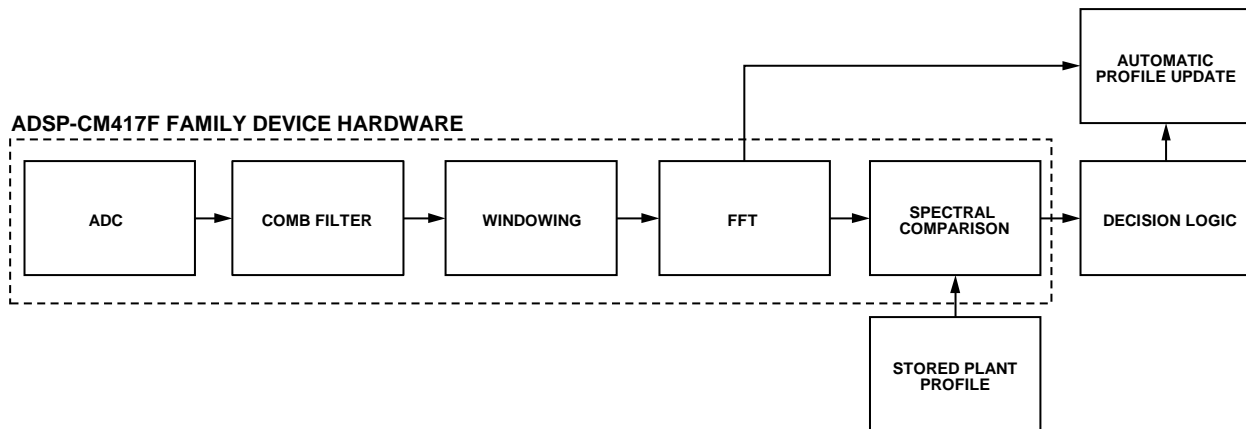 AUTOMATIC
PROFILE UPDATE
ADSP-CM417F FAMILY DEVICE HARDWARE
ADC
COMB FILTER
WINDOWING
FFT
SPECTRAL
COMPARISON
DECISION LOGIC
STORED PLANT
PROFILE